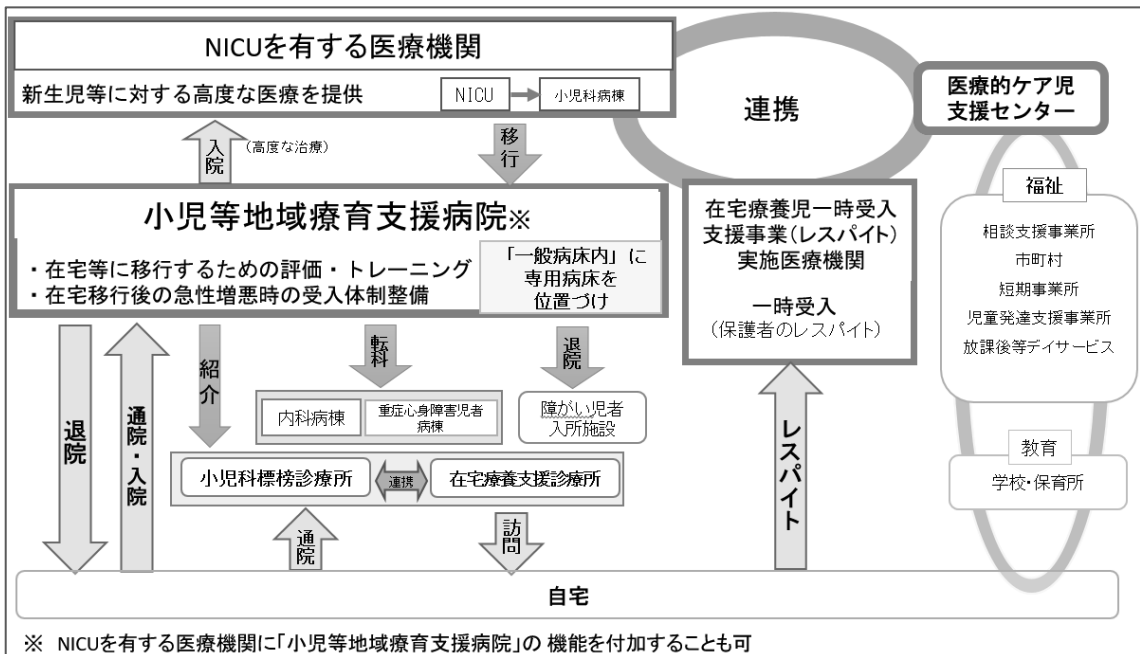 NICUを有する医療機関
新生児等に対する高度な医療を提供
NICU
小児科病棟
連携
医療的ケア児
支援センター
入院
(高度な治療)
移行
小児等地域療育支援病院※
・在宅等に移行するための評価・トレーニング
・在宅移行後の急性増悪時の受入体制整備
「一般病床内」に
専用病床を
位置づけ
在宅療養児一時受入
支援事業(レスパイト)
実施医療機関
一時受入
(保護者のレスパイト)
福祉
相談支援事業所
市町村
短期事業所
児童発達支援事業所
放課後等デイサービス
教育
学校・保育所
退院
通院・入院
紹介
転科
退院
内科病棟
重症心身障害児者
病棟
障がい児者
入所施設
小児科標榜診療所
連携
在宅療養支援診療所
通院
訪問
レスパイト
自宅
※ NICUを有する医療機関に「小児等地域療育支援病院」の 機能を付加することも可